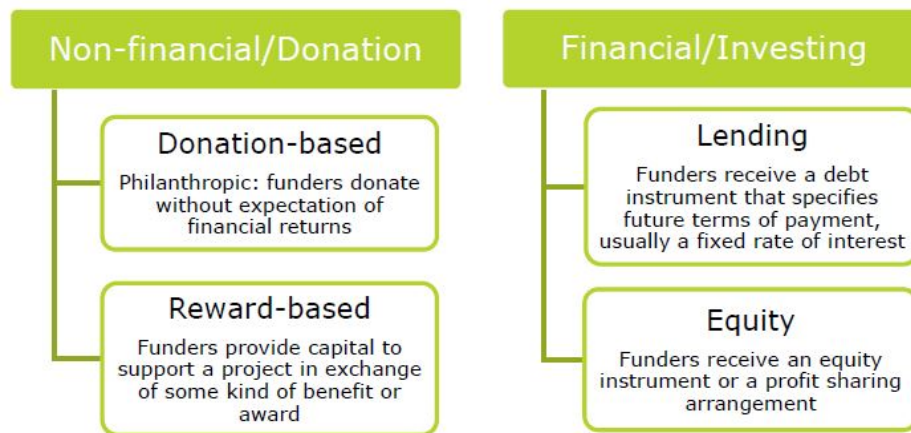 Non-financial/Donation
Donation-based
Philanthropic: funders donate
without expectation of
financial returns
Reward-based
Funders provide capital to
support a project in exchange
of some kind of benefit or
award
Financial/Investing
Lending
Funders receive a debt
instrument that specifies
future terms of payment,
usually a fixed rate of interest
Equity
Funders receive an equity
instrument or a profit sharing
arrangement